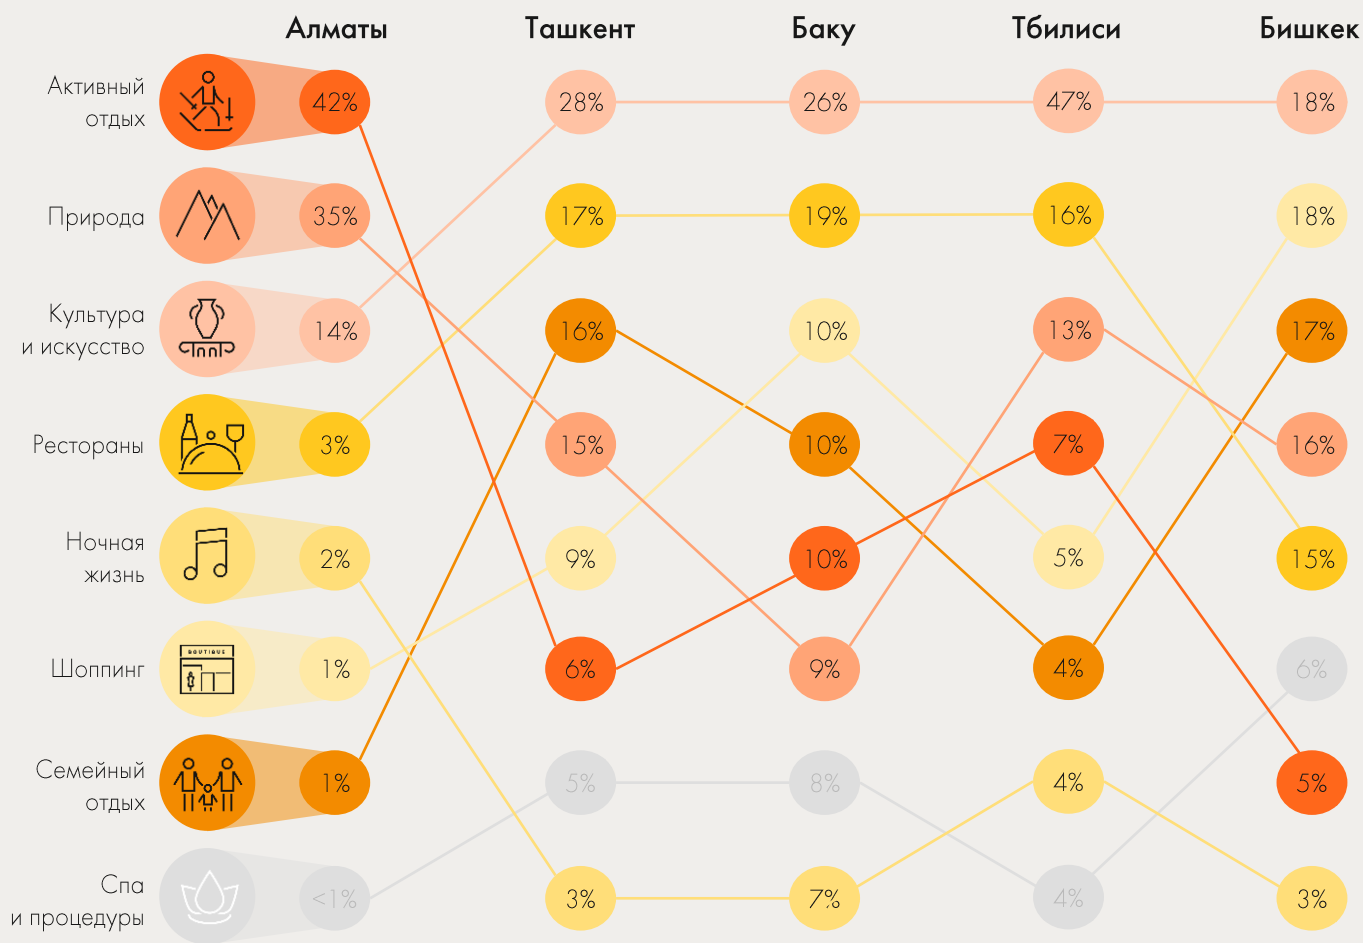 Алматы Ташкент Баку Тбилиси Бишкек
Активный
отдых
42% 28% 26% 47% 18%
Природа 35% 17% 19% 16% 18%
Культура
и искусство
14% 16% 10% 13% 17%
Рестораны 3% 15% 10% 7% 16%
Ночная
жизнь
2% 9% 10% 5% 15%
BOUTIQUE
Шоппинг 1% 6% 9% 4% 6%
Семейный
отдых
1% 5% 8% 4% 5%
Спа
и процедуры
<1% 3% 7% 4% 3%